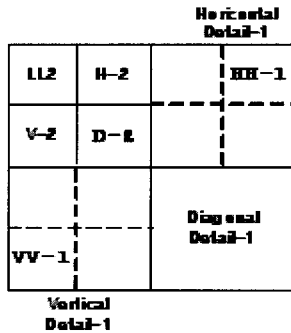 Horizontal
Detail-1
LL2 H-2 HH-1
V-2 D-2
Diagonal
Detail-1
VV-1
Vertical
Detail-1